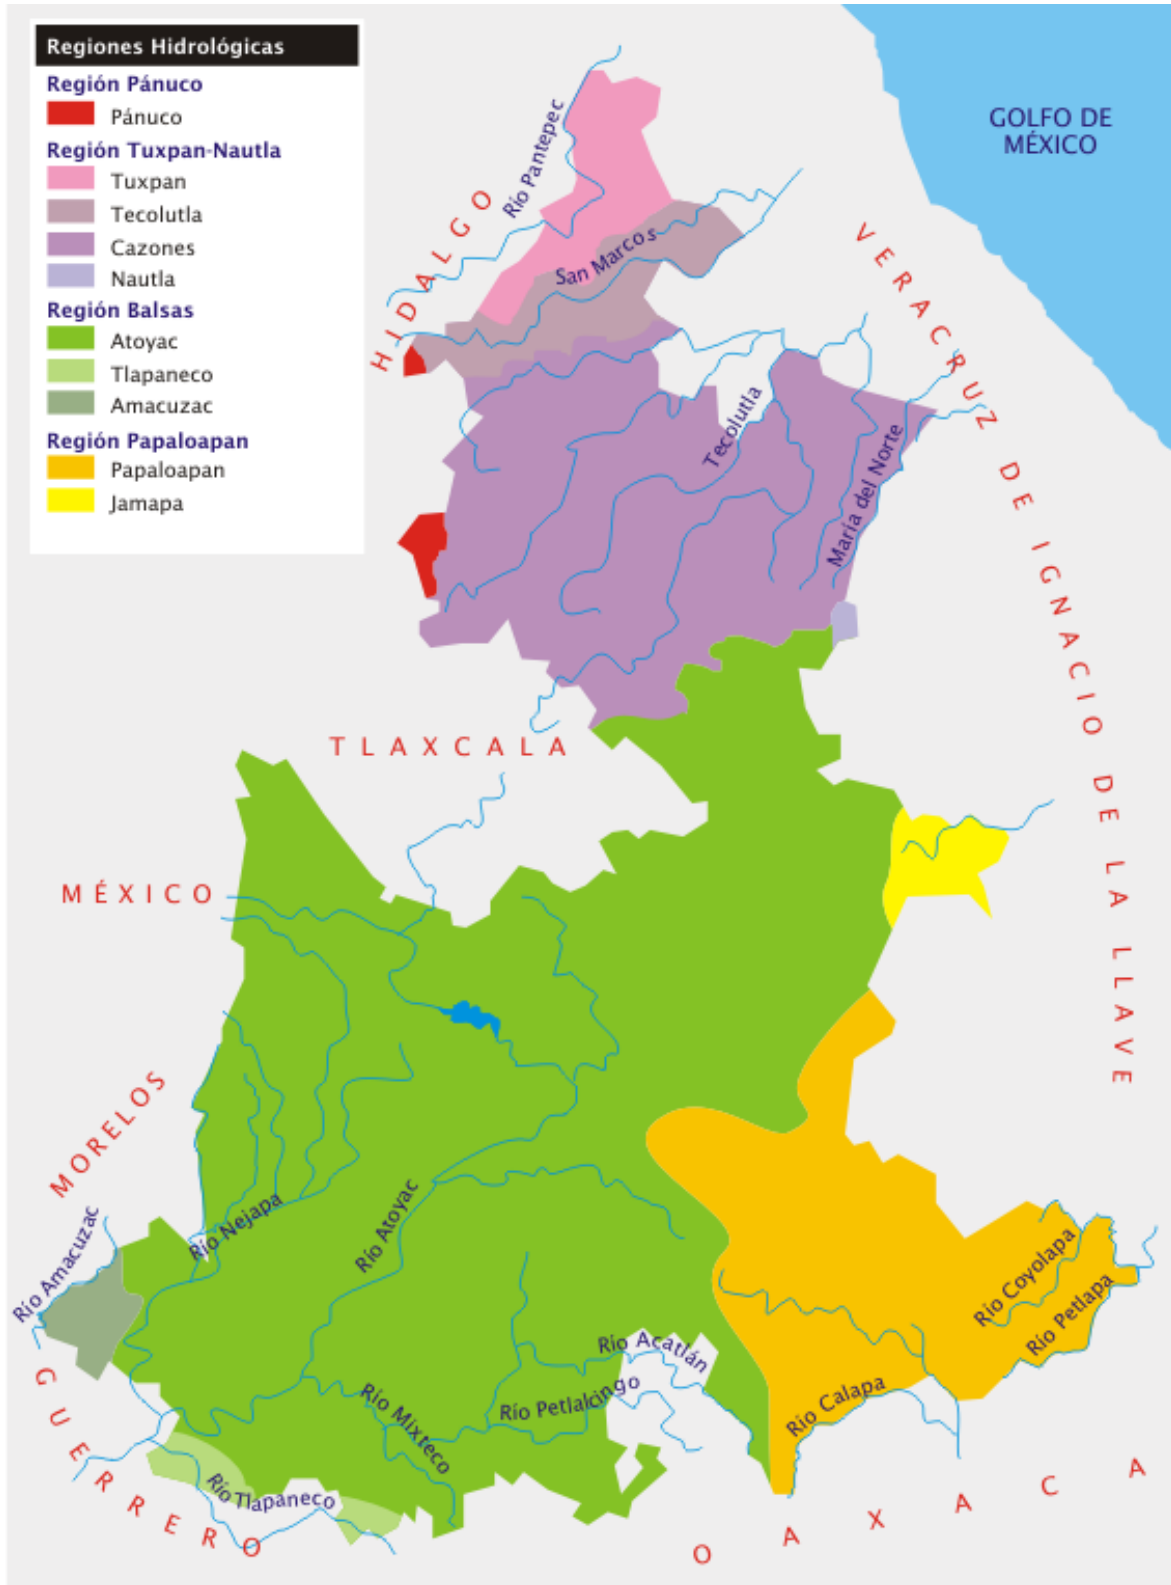 Regiones Hidrológicas
Región Pánuco
Pánuco
Región Tuxpan-Nautla
Tuxpan
Tecolutla
Cazones
Nautla
Región Balsas
Atoyac
Tlapaneco
Amacuzac
Región Papaloapan
Papaloapan
Jamapa
GOLFO DE
MÉXICO
HIDALGO
Río Pantepec
San Marcos
VERACRUZ DE IGNACIO DE LA LLAVE
Tecolutla
María del Norte
TLAXCALA
MÉXICO
MORELOS
Río Amacuzac
Río Nejapa
Río Atoyac
Río Coyolapa
Río Petlapa
Río Acatlán
Río Petlalcingo
Río Calapa
Río Mixteco
Río Tlapaneco
GUERRERO
OAXACA